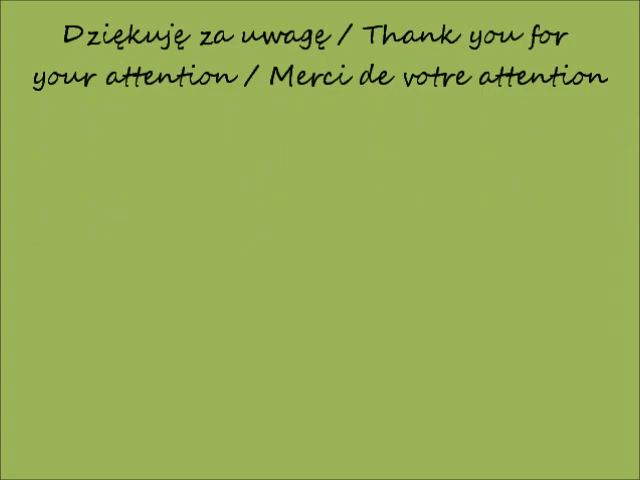 Dziękuję za uwagę / Thank you for
your attention / Merci de votre attention